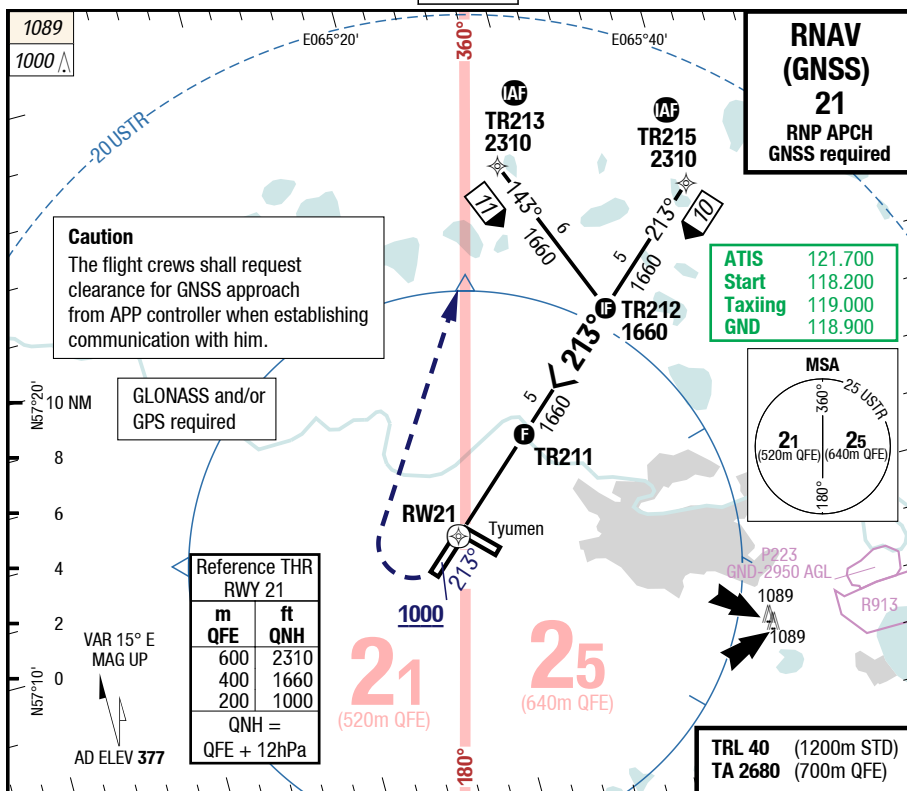 1089
1000
E065°20'
360°
E065°40'
RNAV
(GNSS)
21
RNP APCH
GNSS required
20 USTR
IAF
TR213
2310
IAF
TR215
2310
11
143°
6
1660
10
213°
5
1660
Caution
The flight crews shall request
clearance for GNSS approach
from APP controller when establishing
communication with him.
ATIS 121.700
Start 118.200
Taxiing 119.000
GND 118.900
IF
TR212
1660
213°
5
1660
GLONASS and/or
GPS required
N57°20'
10 NM
8
6
4
2
0
N57°10'
MSA
25 USTR
360°
21
(520m QFE)
25
(640m QFE)
180°
F
TR211
RW21
Tyumen
213°
1000
P223
GND-2950 AGL
R913
1089
1089
Reference THR
RWY 21
m ft
QFE QNH
600 2310
400 1660
200 1000
QNH =
QFE + 12hPa
21
(520m QFE)
25
(640m QFE)
VAR 15° E
MAG UP
AD ELEV 377
180°
TRL 40 (1200m STD)
TA 2680 (700m QFE)